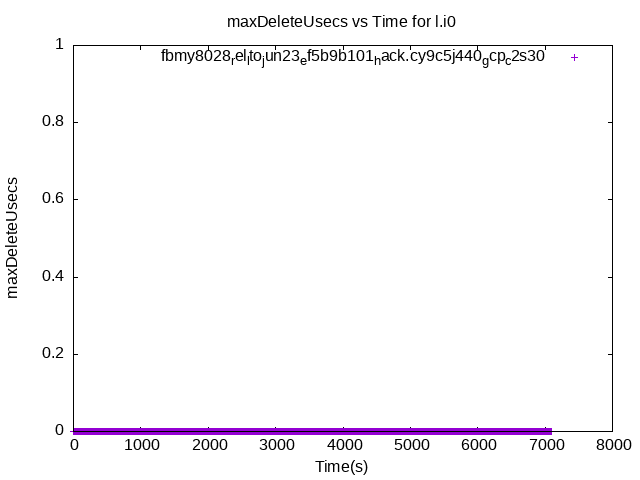 maxDeleteUsecs vs Time for l.i0
1
fbmy8028relltojun23ef5b9b101hack.cy9c5j440gcpc2s30
0.8
0.6
0.4
0.2
0
maxDeleteUsecs
0 1000 2000 3000 4000 5000 6000 7000 8000
Time(s)